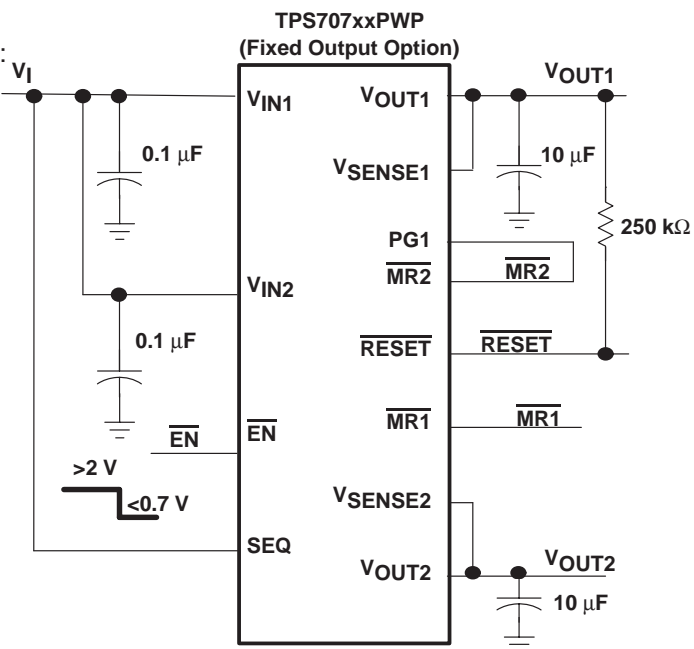 TPS707xxPWP
(Fixed Output Option)
:
VI
VIN1
VOUT1
VOUT1
0.1 μF
10 μF
VSENSE1
250 kΩ
PG1
MR2
MR2
VIN2
0.1 μF
RESET
RESET
EN
EN
MR1
MR1
>2 V
<0.7 V
VSENSE2
SEQ
VOUT2
VOUT2
10 μF